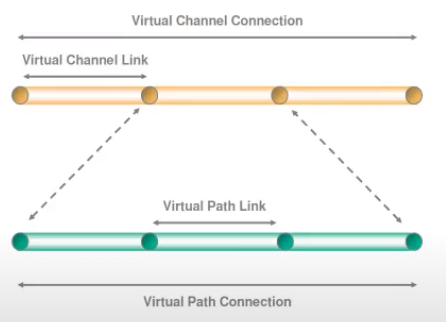 Virtual Channel Connection
Virtual Channel Link
Virtual Path Link
Virtual Path Connection